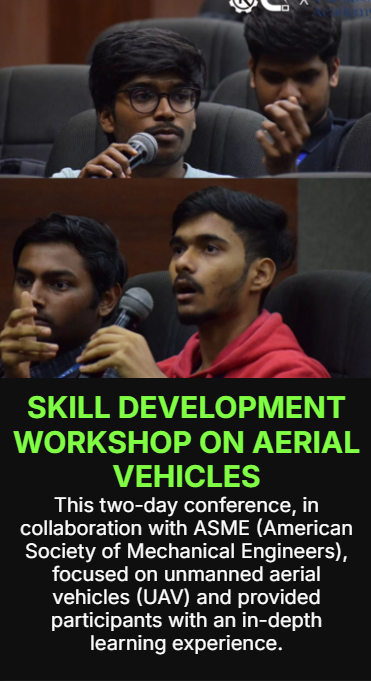 SKILL DEVELOPMENT
WORKSHOP ON AERIAL
VEHICLES
This two-day conference, in
collaboration with ASME (American
Society of Mechanical Engineers),
focused on unmanned aerial
vehicles (UAV) and provided
participants with an in-depth
learning experience.